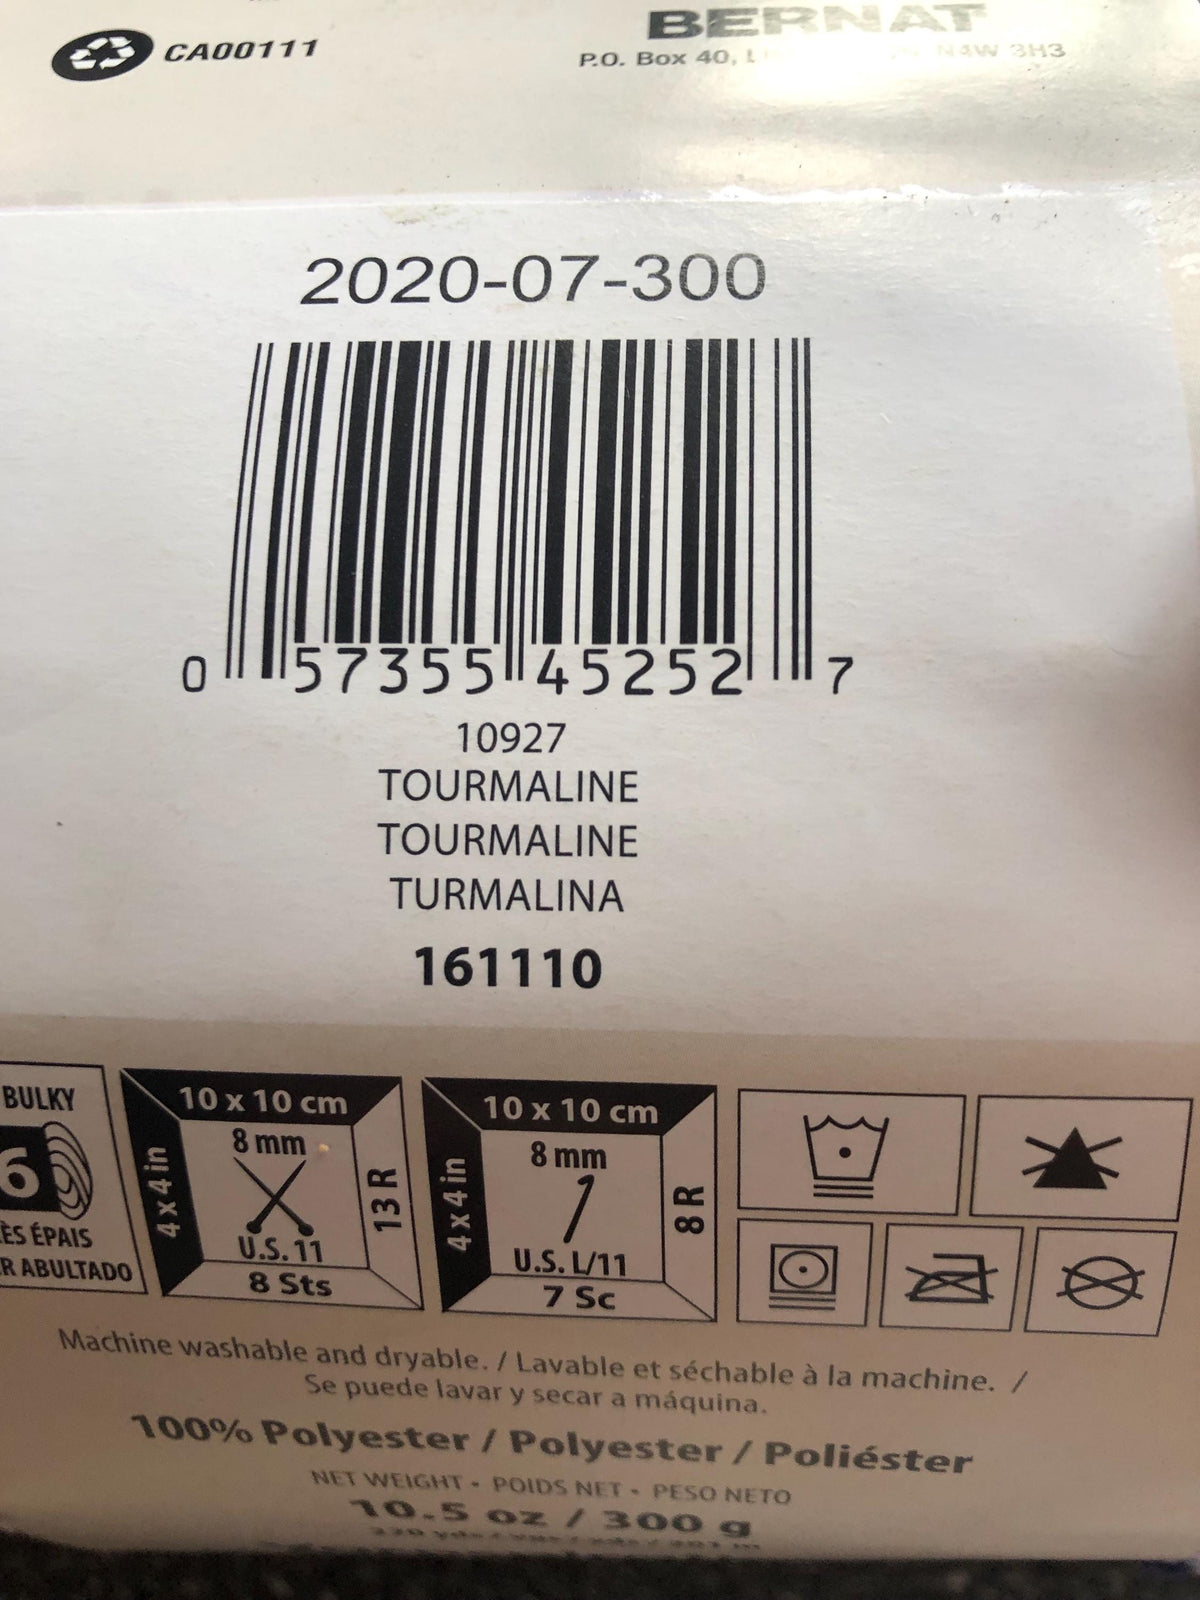 CA00111
BERNAT
P.O. Box 40, N4W 3H3
2020-07-300
0 57355 45252 7
10927
TOURMALINE
TOURMALINE
TURMALINA
161110
BULKY
6
ÈS ÉPAIS
R ABULTADO
10 x 10 cm
4 x 4 in
8 mm
13 R
U.S. 11
8 Sts
10 x 10 cm
4 x 4 in
8 mm
8 R
U.S. L/11
7 Sc
Machine washable and dryable. / Lavable et séchable à la machine. /
Se puede lavar y secar a máquina.
100% Polyester / Polyester / Poliéster
NET WEIGHT • POIDS NET • PESO NETO
10.5 oz / 300 g